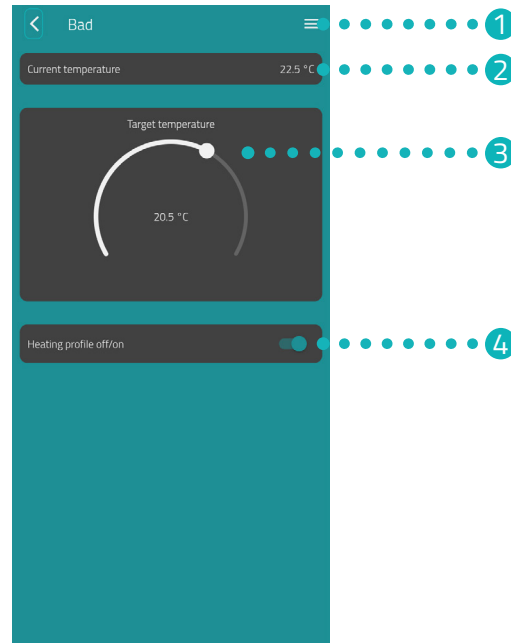 Bad
1
Current temperature 22.5 °C
2
Target temperature
3
20.5 °C
Heating profile off/on
4